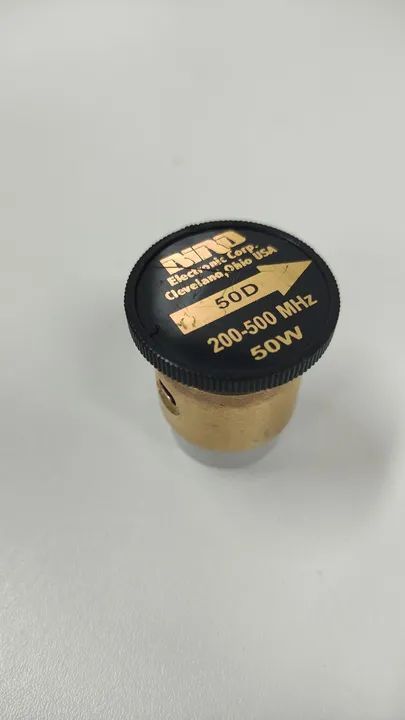 BIRD
Electronic Corp.
Cleveland, Ohio USA
50D
200-500 MHz
50W